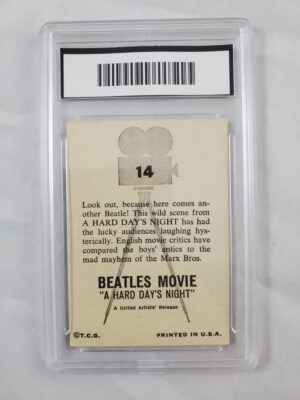 14
Look out, because here comes an-
other Beatle! This wild scene from
A HARD DAY'S NIGHT has had
the lucky audiences laughing hys-
terically. English movie critics have
compared the boys' antics to the
mad mayhem of the Marx Bros.
BEATLES MOVIE
"A HARD DAY'S NIGHT"
A United Artists' Release
©T.C.G. PRINTED IN U.S.A.